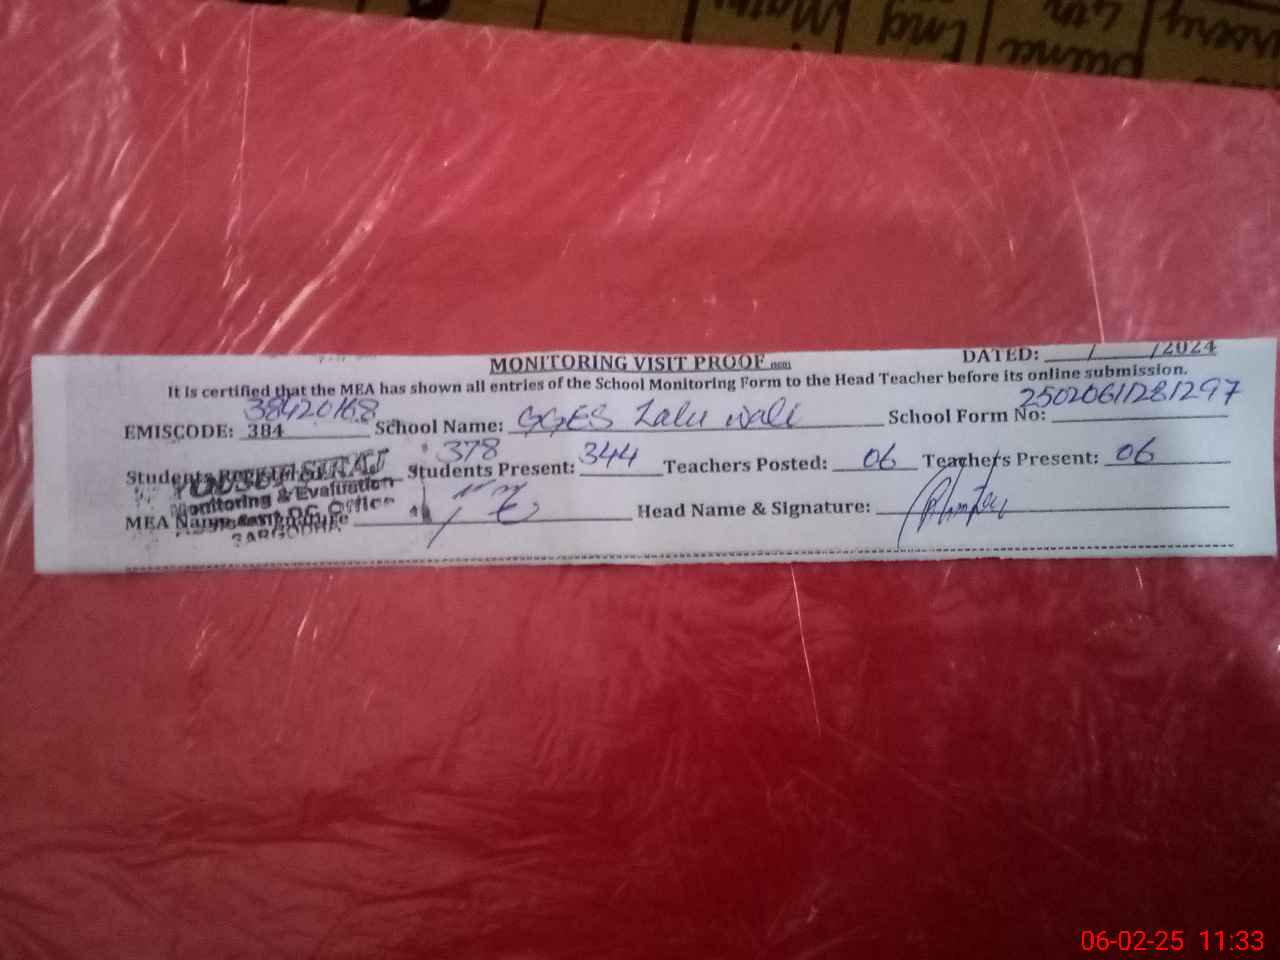 MONITORING VISIT PROOF
DATED: ___/___/2024
It is certified that the MEA has shown all entries of the School Monitoring Form to the Head Teacher before its online submission.
EMISCODE: 384 38420168 School Name: GGES Lalu wali School Form No: 25020611281297
Students 378 Students Present: 344 Teachers Posted: 06 Teachers Present: 06
Monitoring & Evaluation
MEA Head Name & Signature:
SARGODHA
06-02-25 11:33